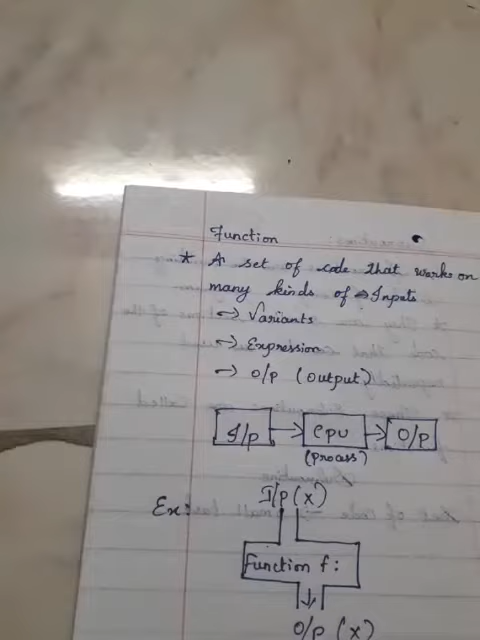 Function
* A set of code that works on
many kinds of Inputs
→ Variants
→ Expression
→ O/p (Output)
I/p → CPU → O/p
(process)
I/p (x)
Ex:
Function f:
O/p (x)